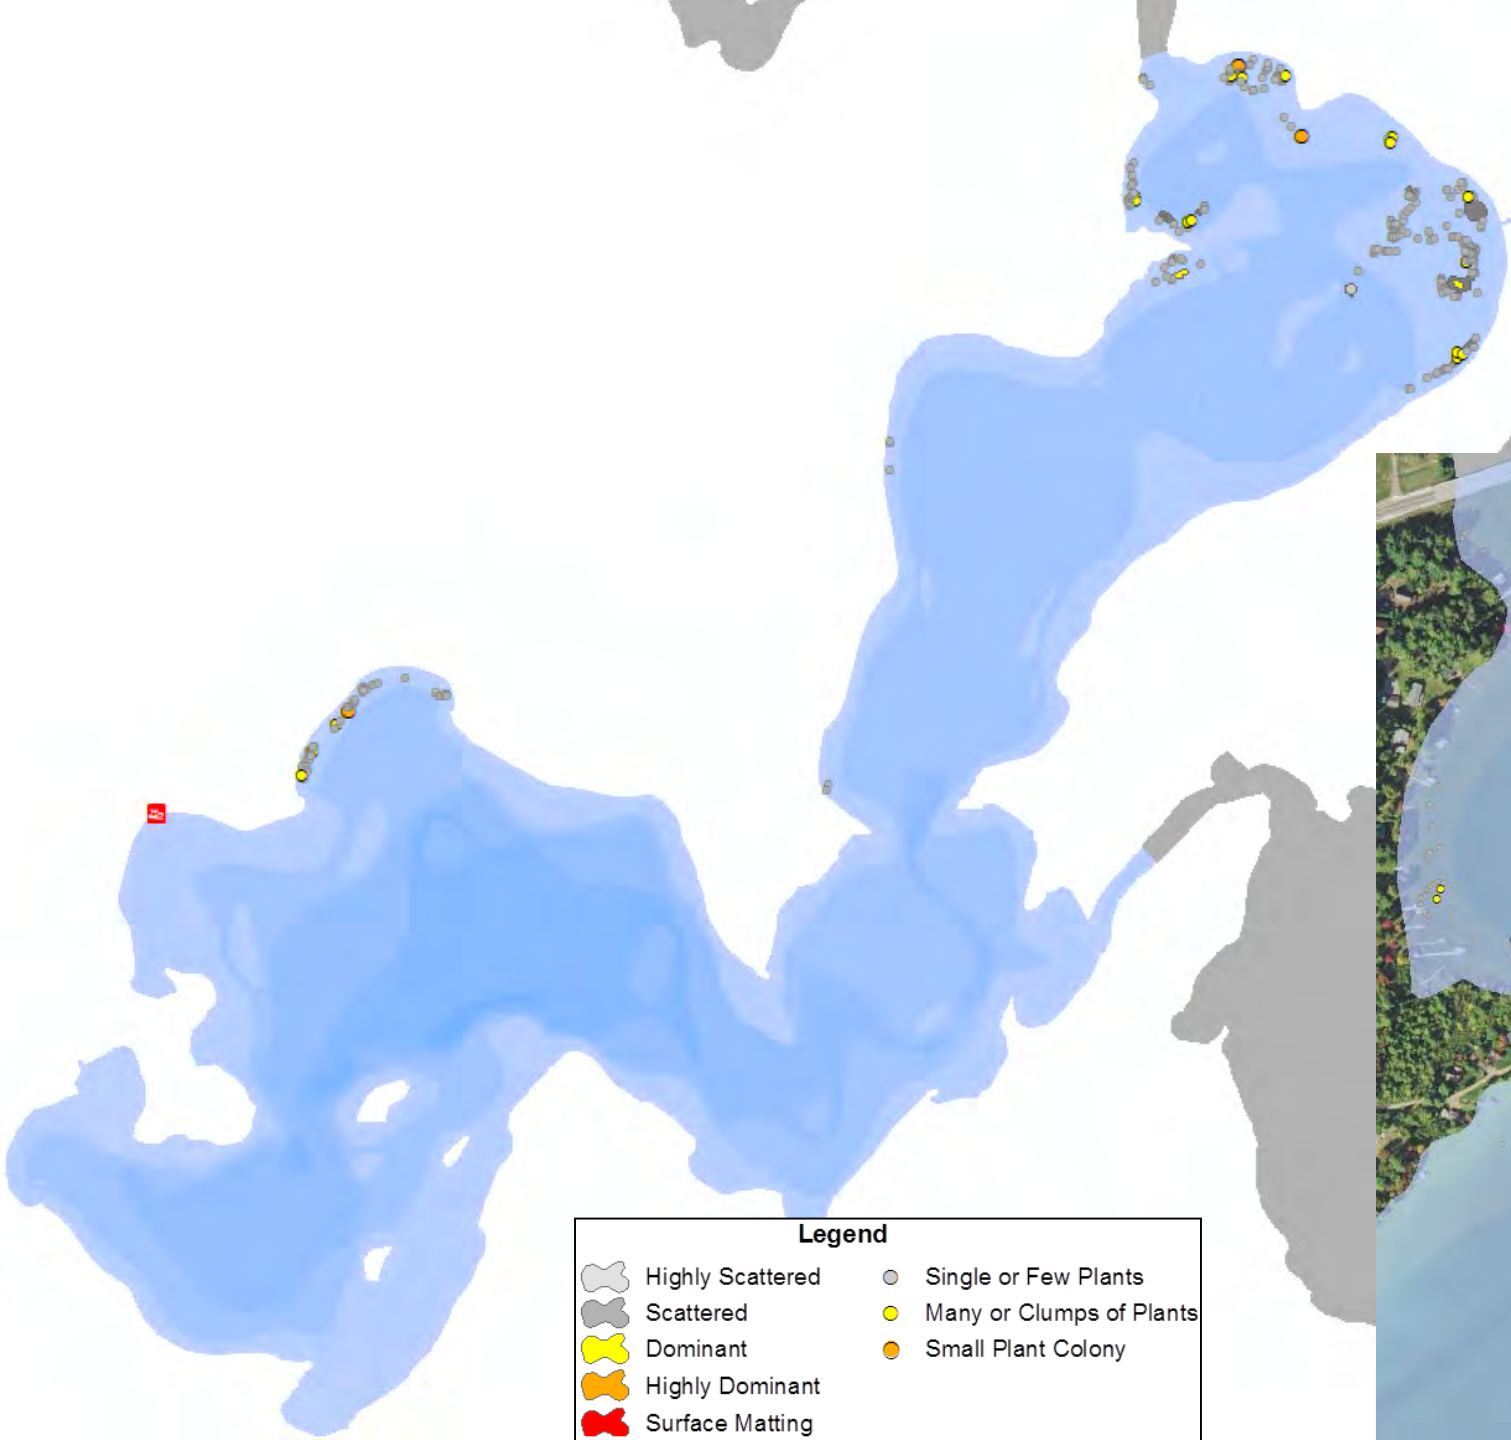 Legend
Highly Scattered
Scattered
Dominant
Highly Dominant
Surface Matting
Single or Few Plants
Many or Clumps of Plants
Small Plant Colony